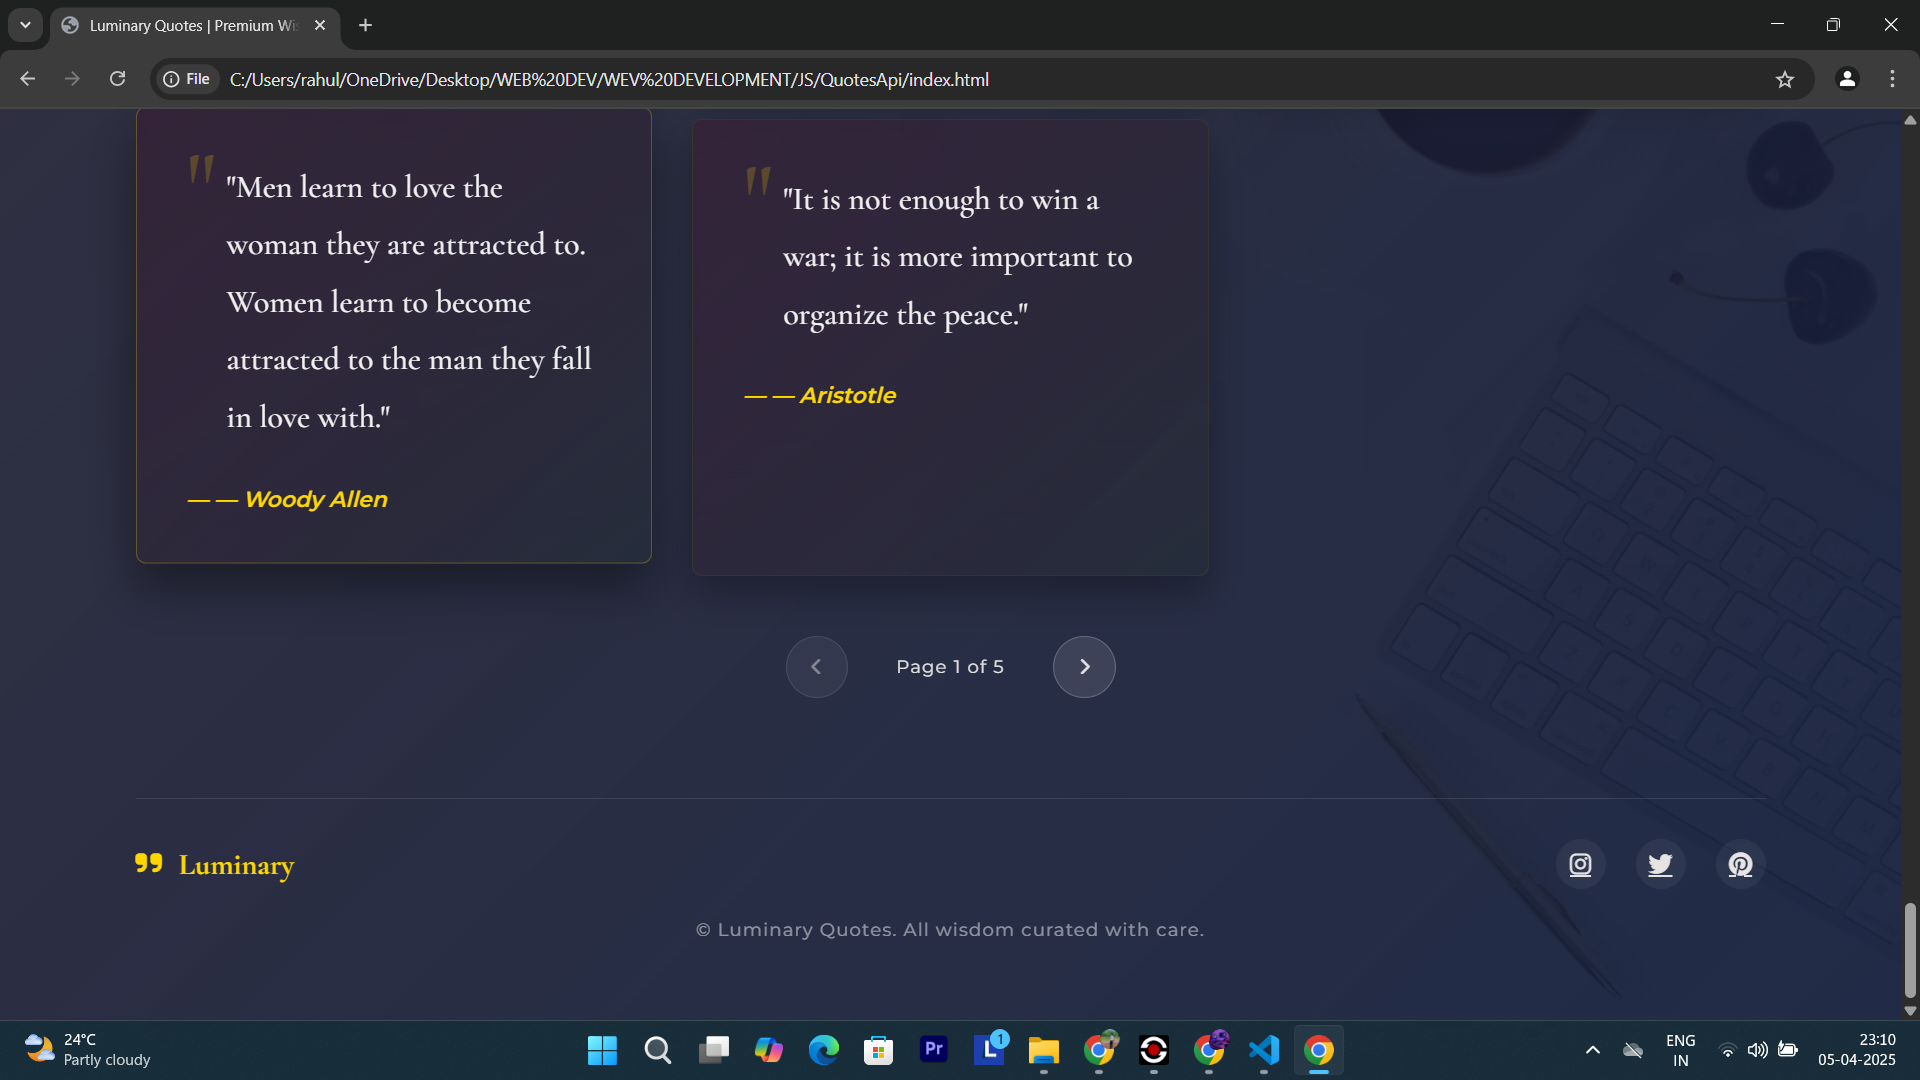 Luminary Quotes | Premium Wis
File
C:/Users/rahul/OneDrive/Desktop/WEB%20DEV/WEV%20DEVELOPMENT/JS/QuotesApi/index.html
"
"Men learn to love the
woman they are attracted to.
Women learn to become
attracted to the man they fall
in love with."
— — Woody Allen
"
"It is not enough to win a
war; it is more important to
organize the peace."
— — Aristotle
Page 1 of 5
Luminary
© Luminary Quotes. All wisdom curated with care.
24°C
Partly cloudy
Pr
L
1
ENG
IN
23:10
05-04-2025